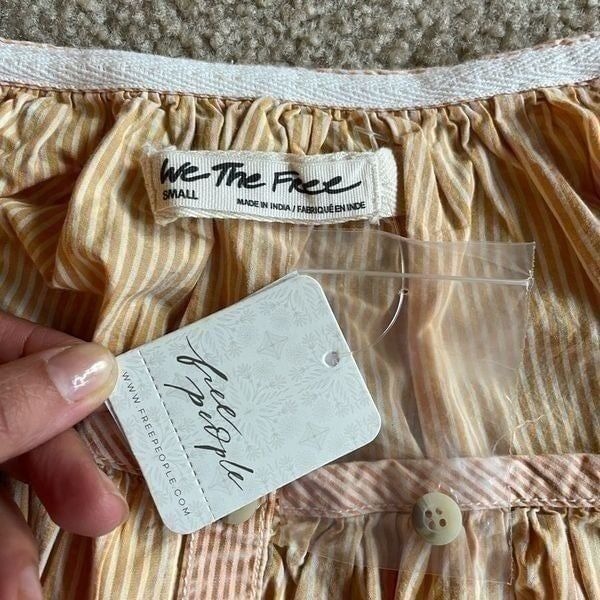 We The Free
SMALL
MADE IN INDIA / FABRIQUÉ EN INDE
free
people
WWW.FREEPEOPLE.COM